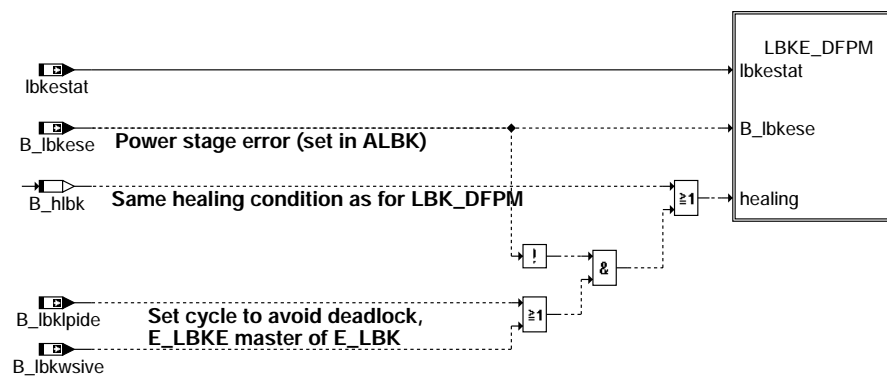 LBKE_DFPM
lbkestat
lbkestat
B_lbkese
Power stage error (set in ALBK)
B_lbkese
B_hlbk
Same healing condition as for LBK_DFPM
≥1
healing
!
&
B_lbklpide
Set cycle to avoid deadlock,
E_LBKE master of E_LBK
≥1
B_lbkwsive